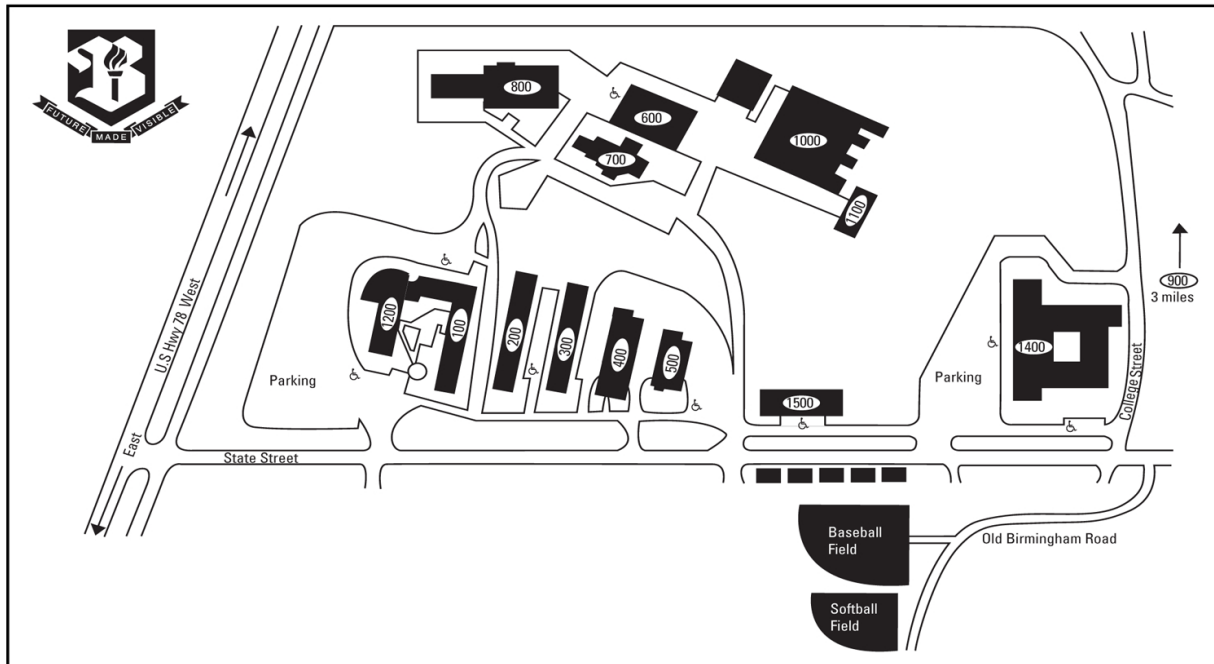 FUTURE MADE VISIBLE
800
600
700
1000
1100
900
3 miles
U.S Hwy 78 West
East
1200
100
200
300
400
500
1400
1500
Parking
Parking
College Street
State Street
Baseball
Field
Old Birmingham Road
Softball
Field